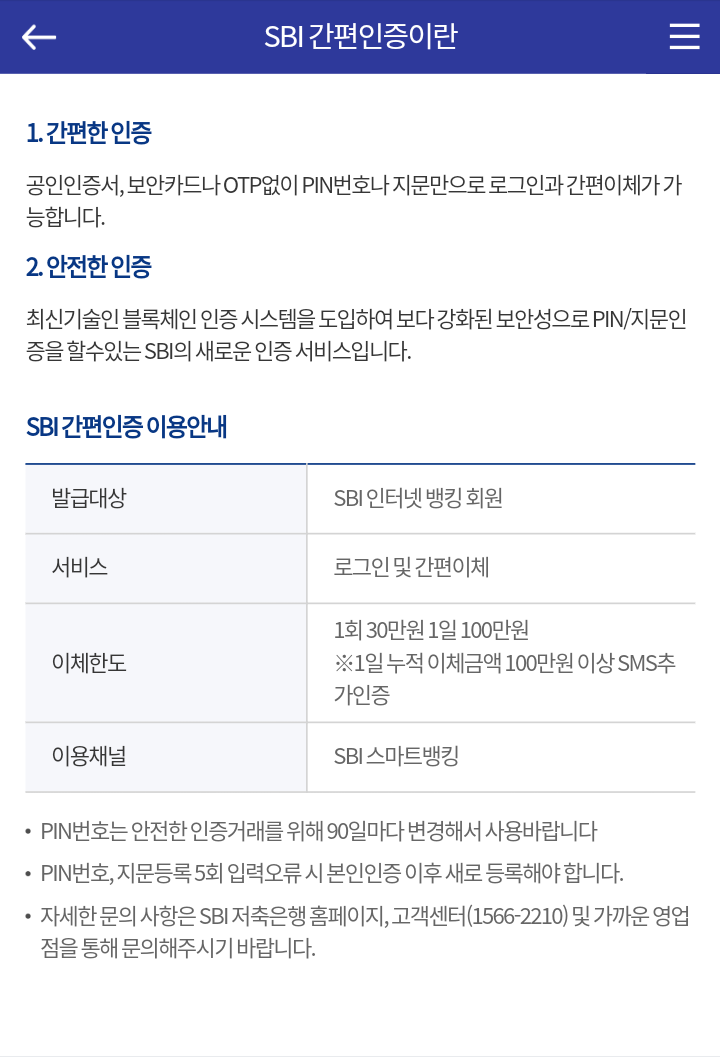 SBI 간편인증이란
1. 간편한 인증
공인인증서, 보안카드나 OTP없이 PIN번호나 지문만으로 로그인과 간편이체가 가
능합니다.
2. 안전한 인증
최신기술인 블록체인 인증 시스템을 도입하여 보다 강화된 보안성으로 PIN/지문인
증을 할수있는 SBI의 새로운 인증 서비스입니다.
SBI 간편인증 이용안내
발급대상
SBI 인터넷 뱅킹 회원
서비스
로그인 및 간편이체
이체한도
1회 30만원 1일 100만원
※1일 누적 이체금액 100만원 이상 SMS추
가인증
이용채널
SBI 스마트뱅킹
• PIN번호는 안전한 인증거래를 위해 90일마다 변경해서 사용바랍니다
• PIN번호, 지문등록 5회 입력오류 시 본인인증 이후 새로 등록해야 합니다.
• 자세한 문의 사항은 SBI 저축은행 홈페이지, 고객센터(1566-2210) 및 가까운 영업
점을 통해 문의해주시기 바랍니다.